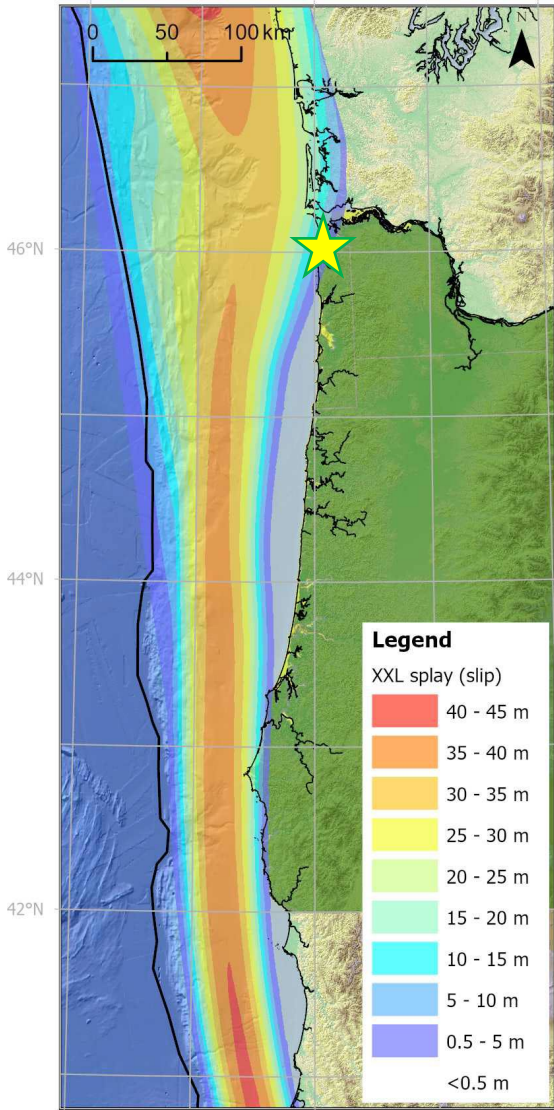 0 50 100 km
N
46°N
44°N
42°N
Legend
XXL splay (slip)
40 - 45 m
35 - 40 m
30 - 35 m
25 - 30 m
20 - 25 m
15 - 20 m
10 - 15 m
5 - 10 m
0.5 - 5 m
<0.5 m